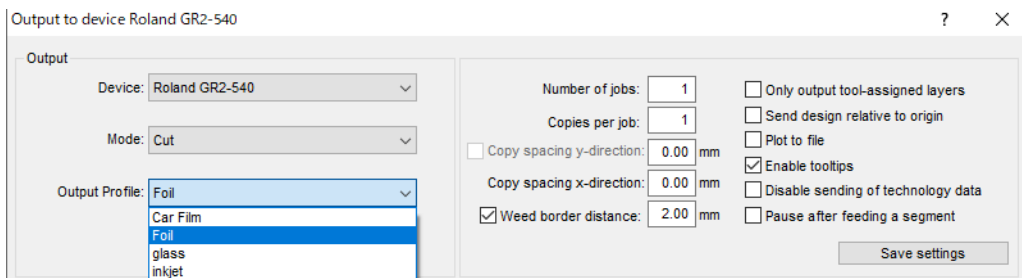 Output to device Roland GR2-540
?
Output
Device: Roland GR2-540
Mode: Cut
Output Profile: Foil
Car Film
Foil
glass
inkjet
Number of jobs: 1
Copies per job: 1
Copy spacing y-direction: 0.00 mm
Copy spacing x-direction: 0.00 mm
Weed border distance: 2.00 mm
Only output tool-assigned layers
Send design relative to origin
Plot to file
Enable tooltips
Disable sending of technology data
Pause after feeding a segment
Save settings